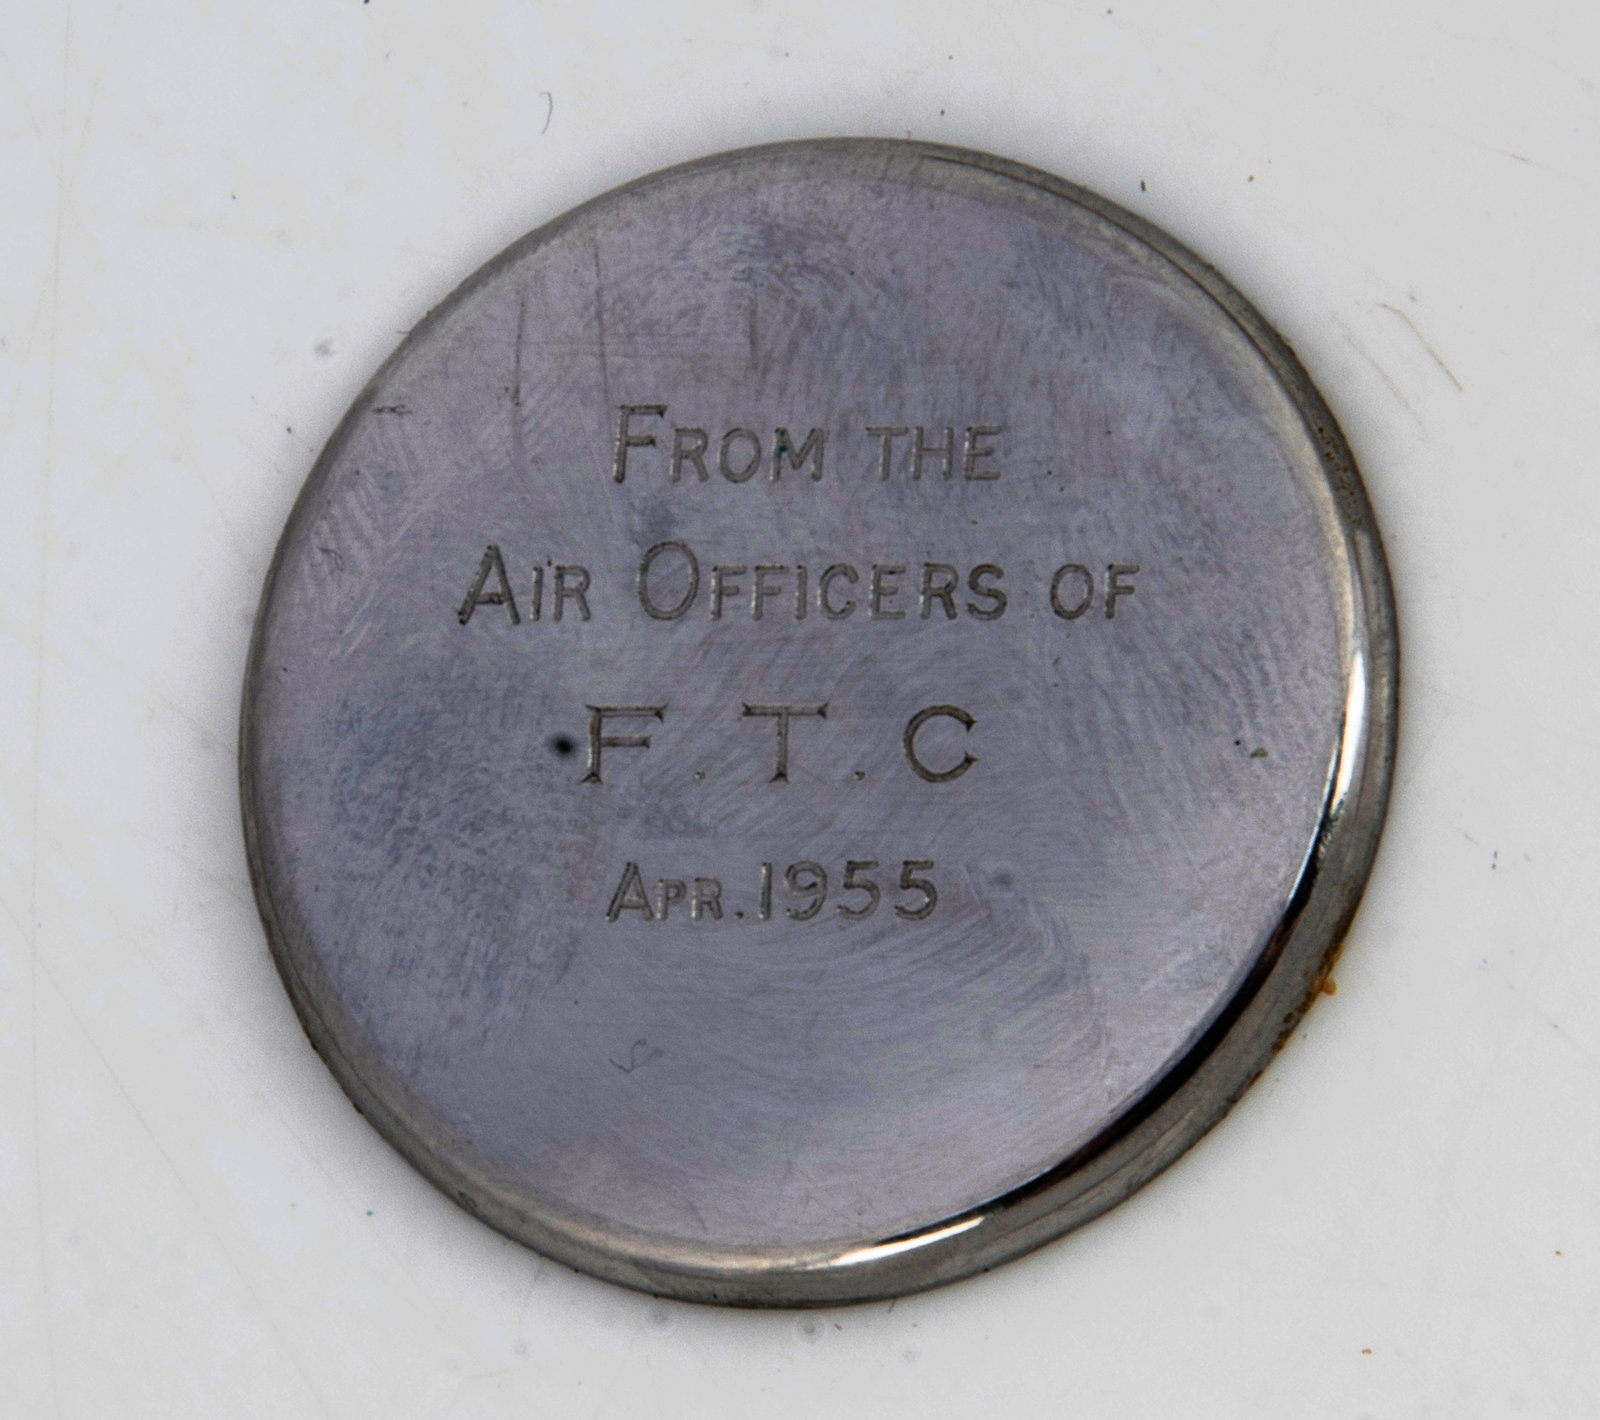 From the
Air Officers of
F.T.C
Apr.1955